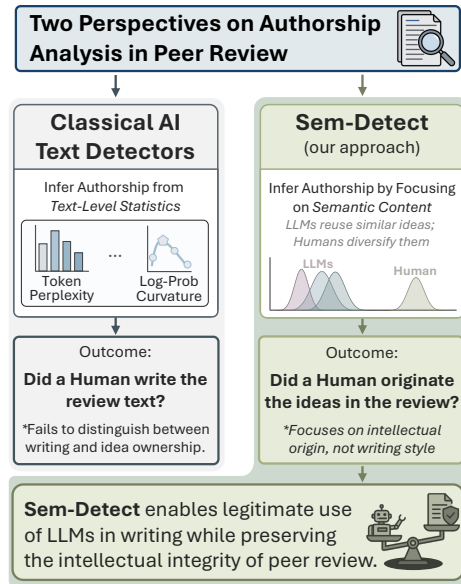 Two Perspectives on Authorship
Analysis in Peer Review
Classical AI
Text Detectors
Infer Authorship from
Text-Level Statistics
...
Token
Perplexity
Log-Prob
Curvature
Outcome:
Did a Human write the
review text?
*Fails to distinguish between
writing and idea ownership.
Sem-Detect
(our approach)
Infer Authorship by Focusing
on Semantic Content
LLMs reuse similar ideas;
Humans diversify them
LLMs
Human
Outcome:
Did a Human originate
the ideas in the review?
*Focuses on intellectual
origin, not writing style
Sem-Detect enables legitimate use
of LLMs in writing while preserving
the intellectual integrity of peer review.